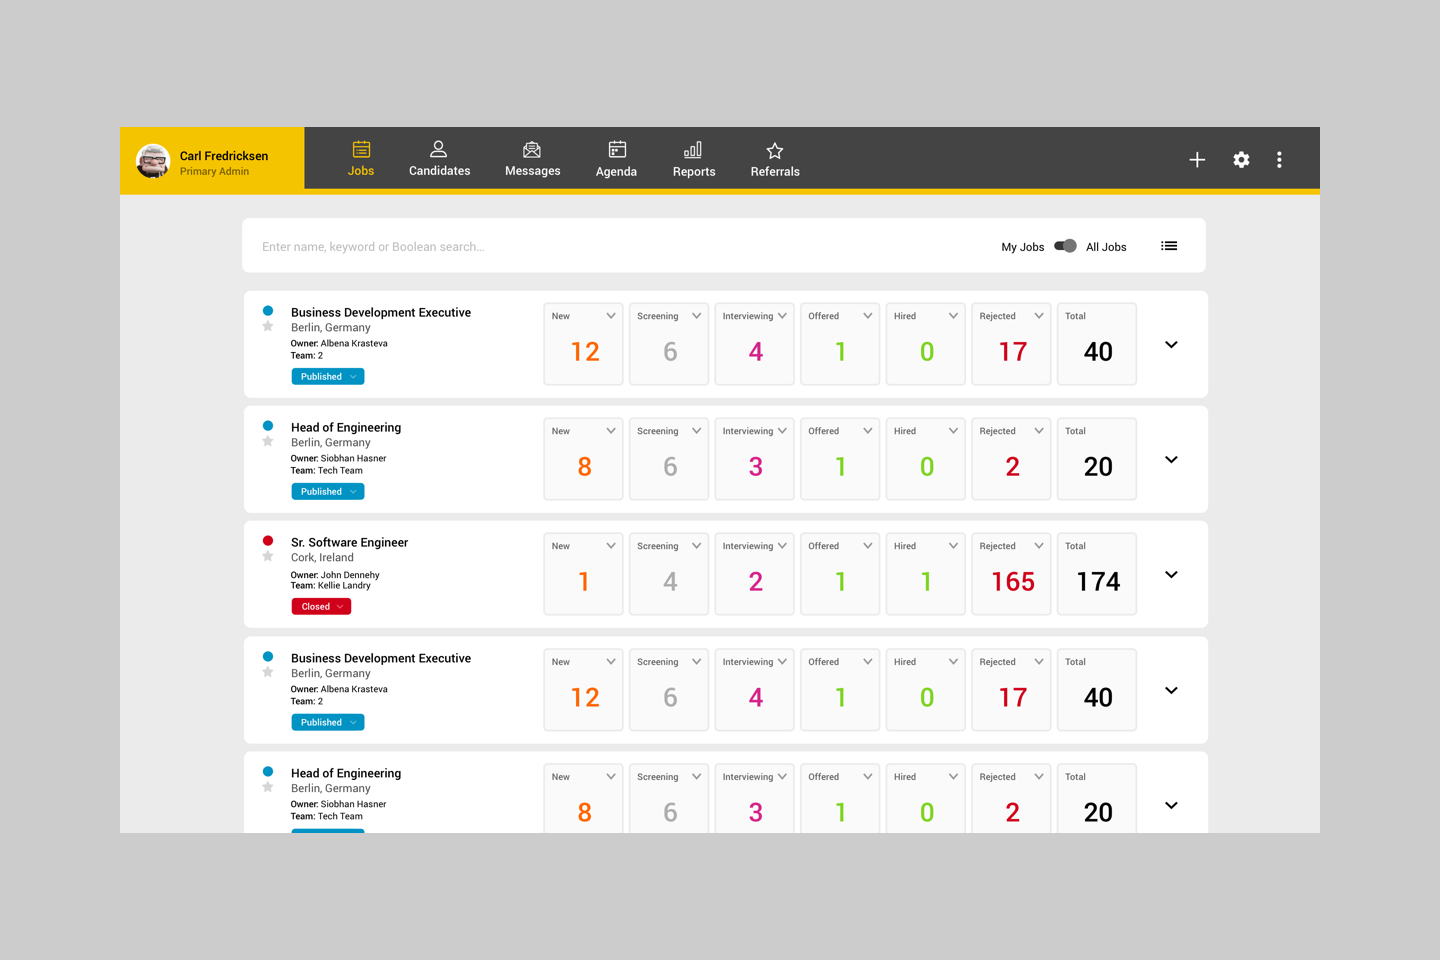 Carl Fredricksen
Primary Admin
Jobs
Candidates
Messages
Agenda
Reports
Referrals
Enter name, keyword or Boolean search...
My Jobs
All Jobs
Business Development Executive
Berlin, Germany
Owner: Albena Krasteva
Team: 2
Published
New
12
Screening
6
Interviewing
4
Offered
1
Hired
0
Rejected
17
Total
40
Head of Engineering
Berlin, Germany
Owner: Siobhan Hasner
Team: Tech Team
Published
New
8
Screening
6
Interviewing
3
Offered
1
Hired
0
Rejected
2
Total
20
Sr. Software Engineer
Cork, Ireland
Owner: John Dennehy
Team: Kellie Landry
Closed
New
1
Screening
4
Interviewing
2
Offered
1
Hired
1
Rejected
165
Total
174
Business Development Executive
Berlin, Germany
Owner: Albena Krasteva
Team: 2
Published
New
12
Screening
6
Interviewing
4
Offered
1
Hired
0
Rejected
17
Total
40
Head of Engineering
Berlin, Germany
Owner: Siobhan Hasner
Team: Tech Team
New
8
Screening
6
Interviewing
3
Offered
1
Hired
0
Rejected
2
Total
20